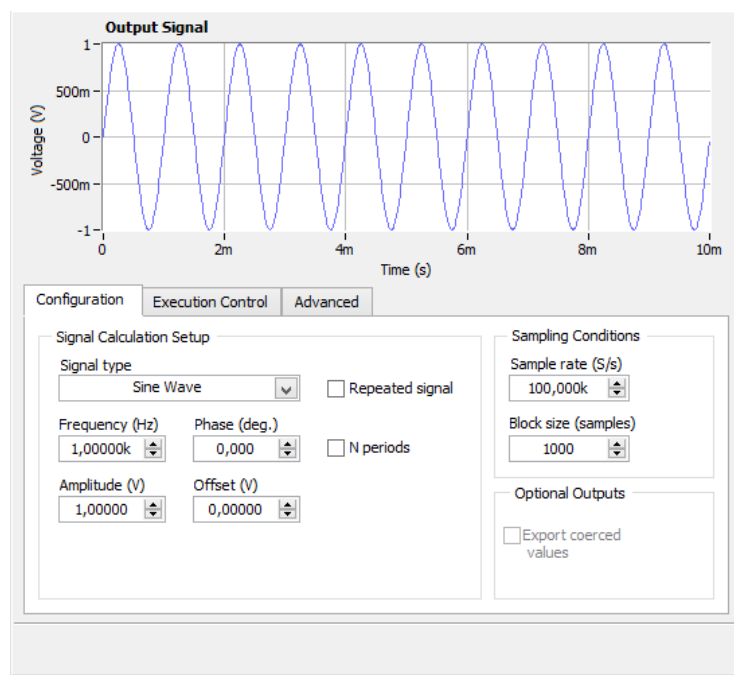 Output Signal
1
500m
0
-500m
-1
Voltage (V)
0 2m 4m 6m 8m 10m
Time (s)
Configuration Execution Control Advanced
Signal Calculation Setup
Signal type
Sine Wave
Repeated signal
Frequency (Hz) Phase (deg.)
1,00000k 0,000
N periods
Amplitude (V) Offset (V)
1,00000 0,00000
Sampling Conditions
Sample rate (S/s)
100,000k
Block size (samples)
1000
Optional Outputs
Export coerced
values